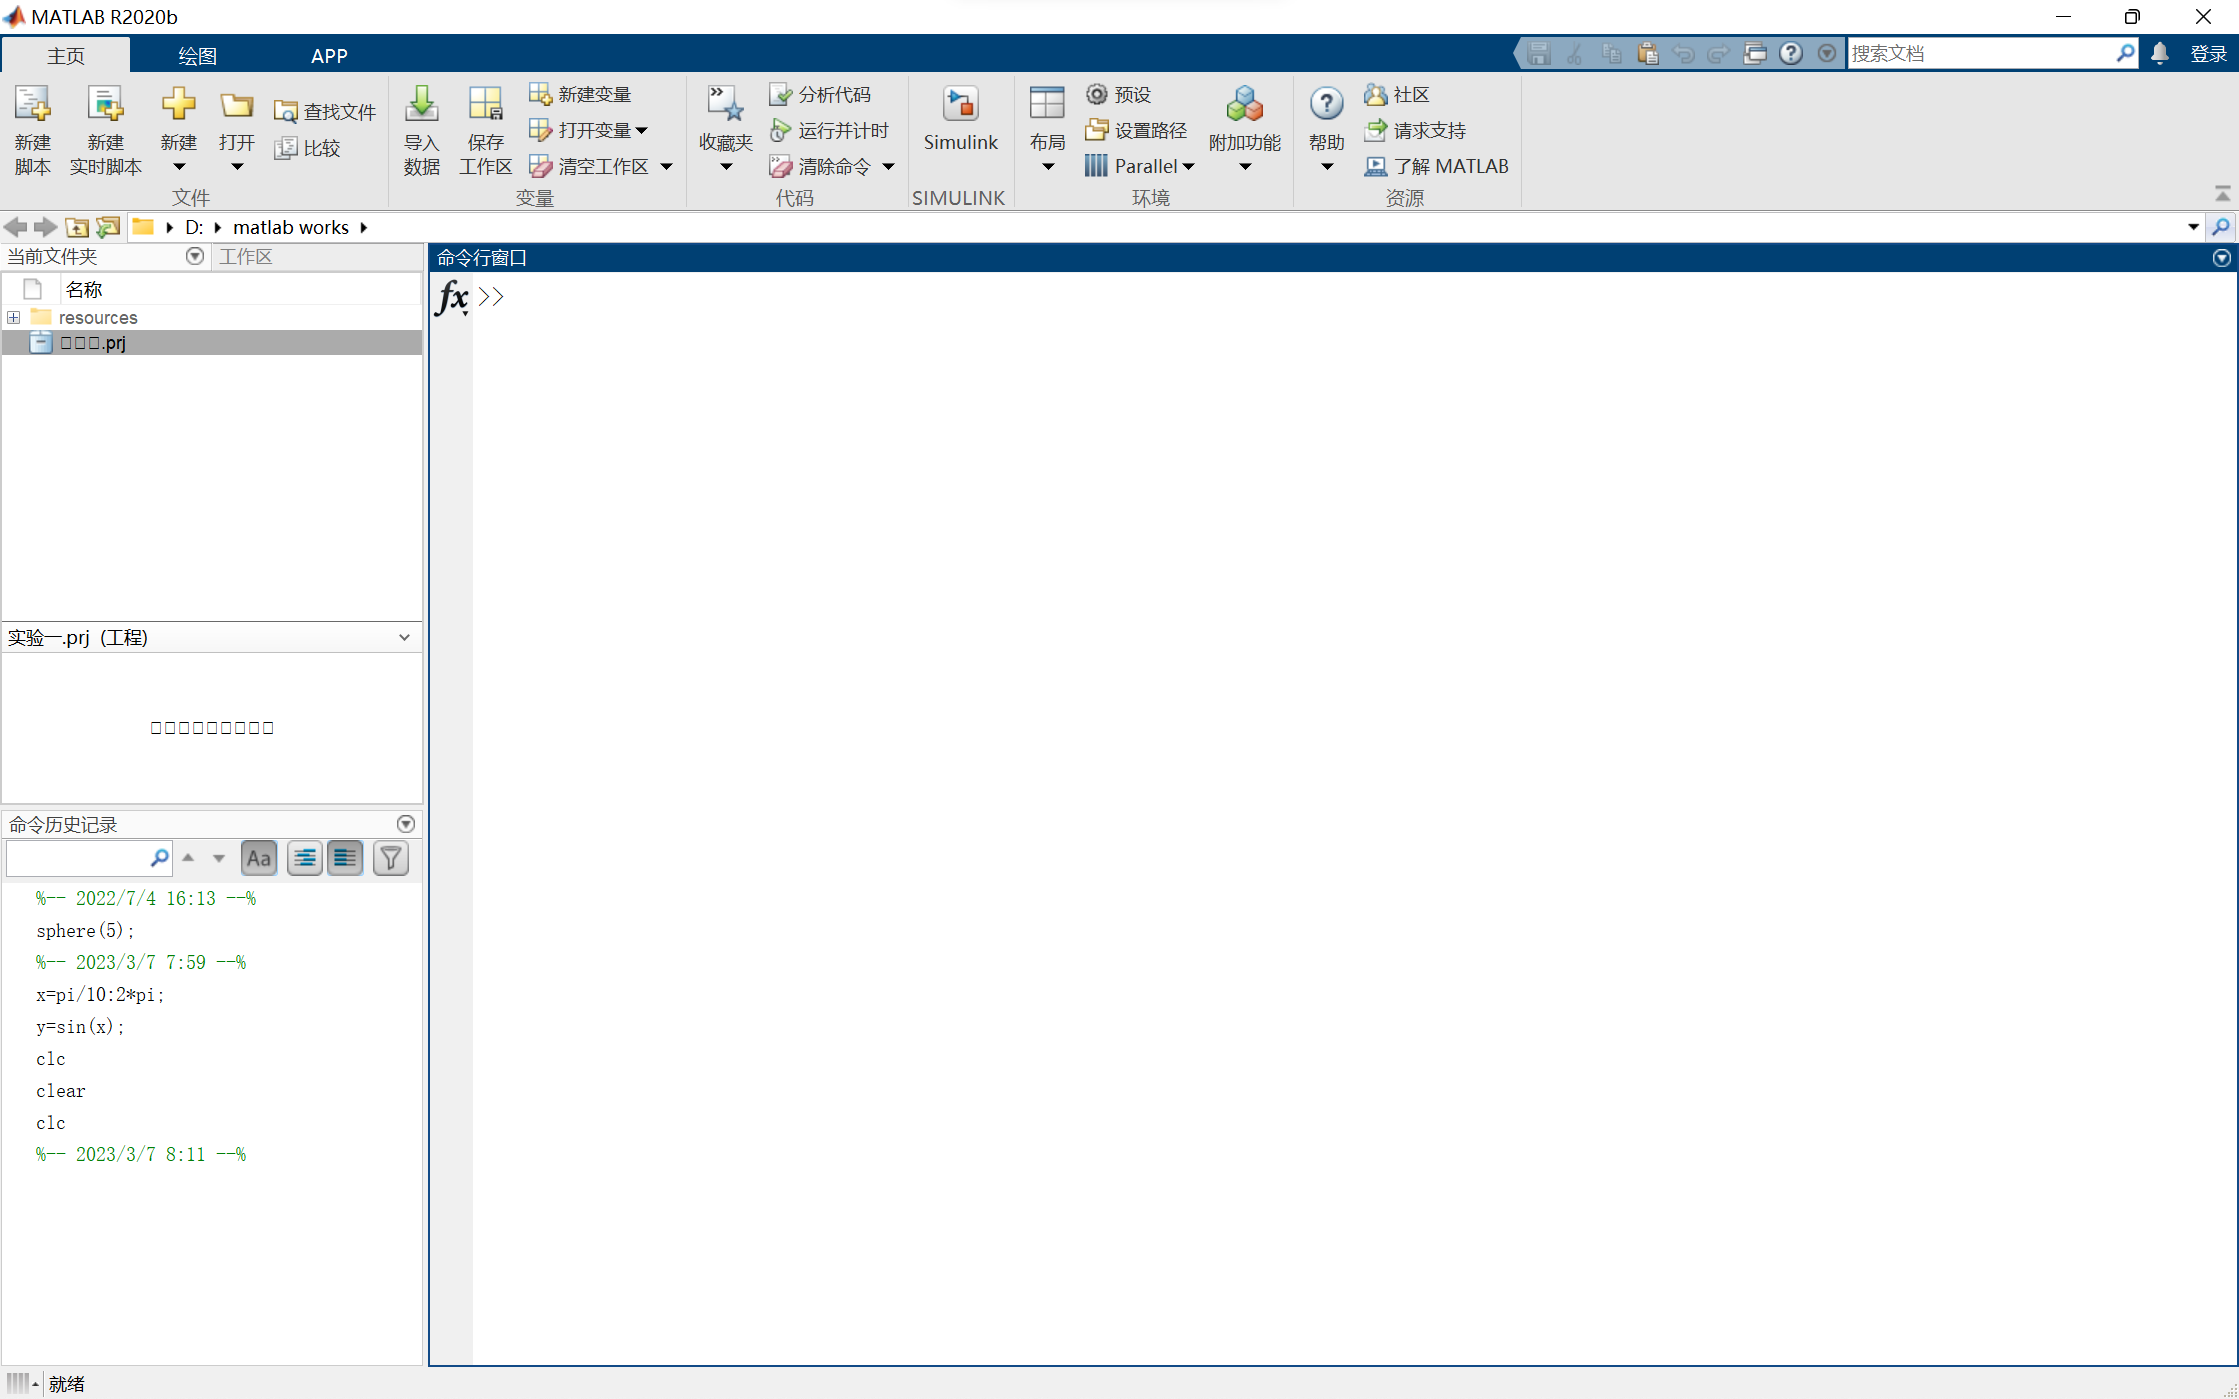 MATLAB R2020b
主页 绘图 APP 搜索文档 登录
新建 脚本
新建 实时脚本
新建
打开
查找文件
比较
文件
导入 数据
保存 工作区
新建变量
打开变量
清空工作区
变量
收藏夹
分析代码
运行并计时
清除命令
代码
Simulink
SIMULINK
布局
预设
设置路径
Parallel
附加功能
环境
帮助
社区
请求支持
了解 MATLAB
资源
D: matlab works
当前文件夹 工作区
名称
resources
□□□.prj
实验一.prj (工程)
□□□□□□□□□
命令历史记录
Aa
%-- 2022/7/4 16:13 --%
sphere(5);
%-- 2023/3/7 7:59 --%
x=pi/10:2*pi;
y=sin(x);
clc
clear
clc
%-- 2023/3/7 8:11 --%
命令行窗口
fx >>
就绪